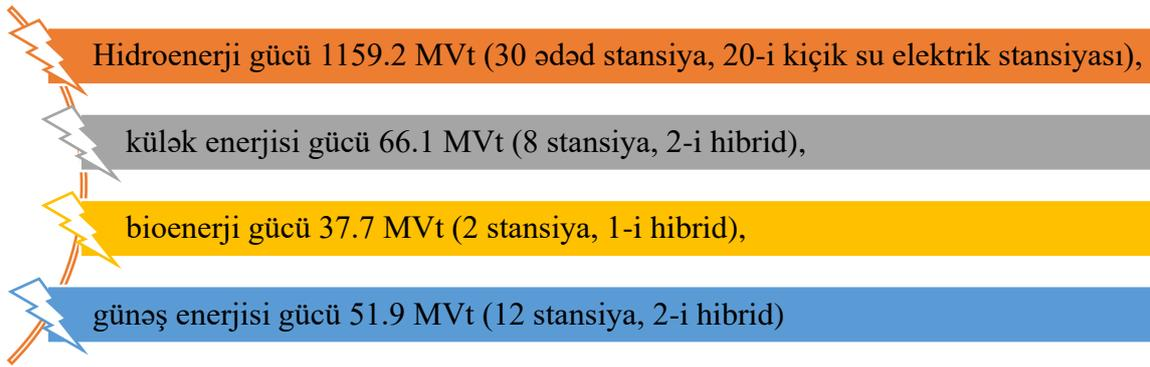 Hidroenerji gücü 1159.2 MVt (30 ədəd stansiya, 20-i kiçik su elektrik stansiyası),
külək enerjisi gücü 66.1 MVt (8 stansiya, 2-i hibrid),
bioenerji gücü 37.7 MVt (2 stansiya, 1-i hibrid),
günəş enerjisi gücü 51.9 MVt (12 stansiya, 2-i hibrid)